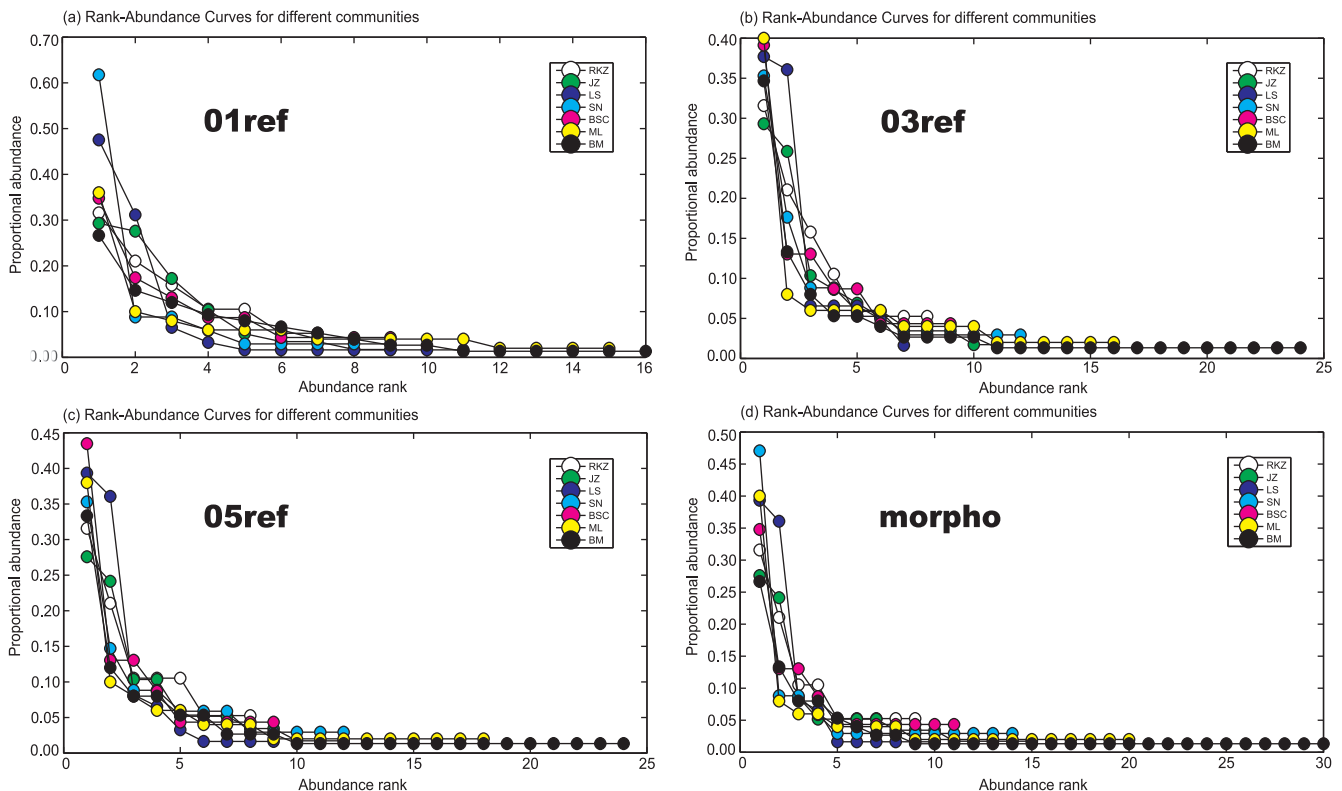 (a) Rank-Abundance Curves for different communities
0.70
0.60
0.50
0.40
0.30
0.20
0.10
0.00
Proportional abundance
01ref
RKZ
JZ
LS
SN
BSC
ML
BM
0 2 4 6 8 10 12 14 16
Abundance rank
(b) Rank-Abundance Curves for different communities
0.40
0.35
0.30
0.25
0.20
0.15
0.10
0.05
0.00
Proportional abundance
03ref
RKZ
JZ
LS
SN
BSC
ML
BM
0 5 10 15 20 25
Abundance rank
(c) Rank-Abundance Curves for different communities
0.45
0.40
0.35
0.30
0.25
0.20
0.15
0.10
0.05
0.00
Proportional abundance
05ref
RKZ
JZ
LS
SN
BSC
ML
BM
0 5 10 15 20 25
Abundance rank
(d) Rank-Abundance Curves for different communities
0.50
0.45
0.40
0.35
0.30
0.25
0.20
0.15
0.10
0.05
0.00
Proportional abundance
morpho
RKZ
JZ
LS
SN
BSC
ML
BM
0 5 10 15 20 25 30
Abundance rank